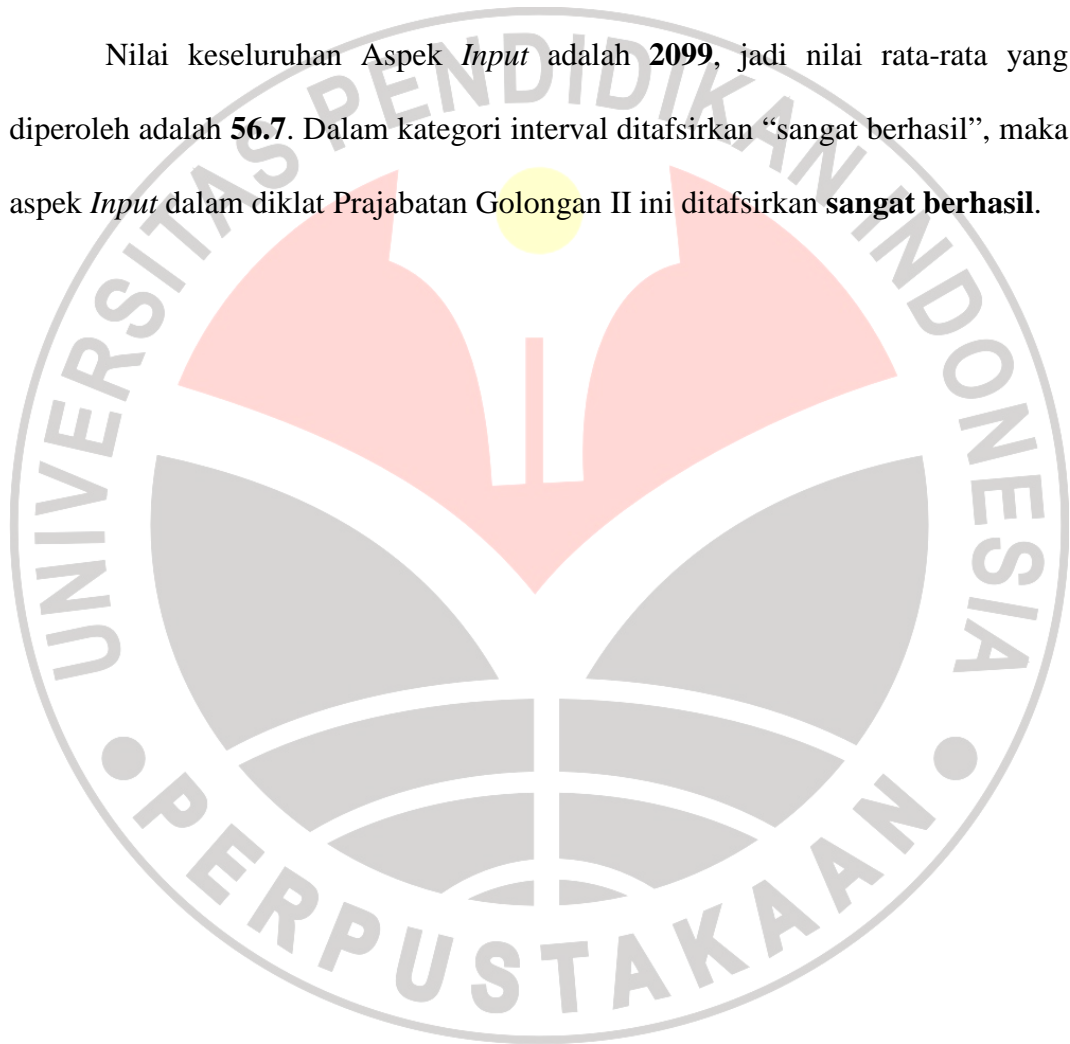 Nilai keseluruhan Aspek Input adalah 2099, jadi nilai rata-rata yang
diperoleh adalah 56.7. Dalam kategori interval ditafsirkan “sangat berhasil”, maka
aspek Input dalam diklat Prajabatan Golongan II ini ditafsirkan sangat berhasil.
UNIVERSITAS PENDIDIKAN INDONESIA
PERPUSTAKAAN